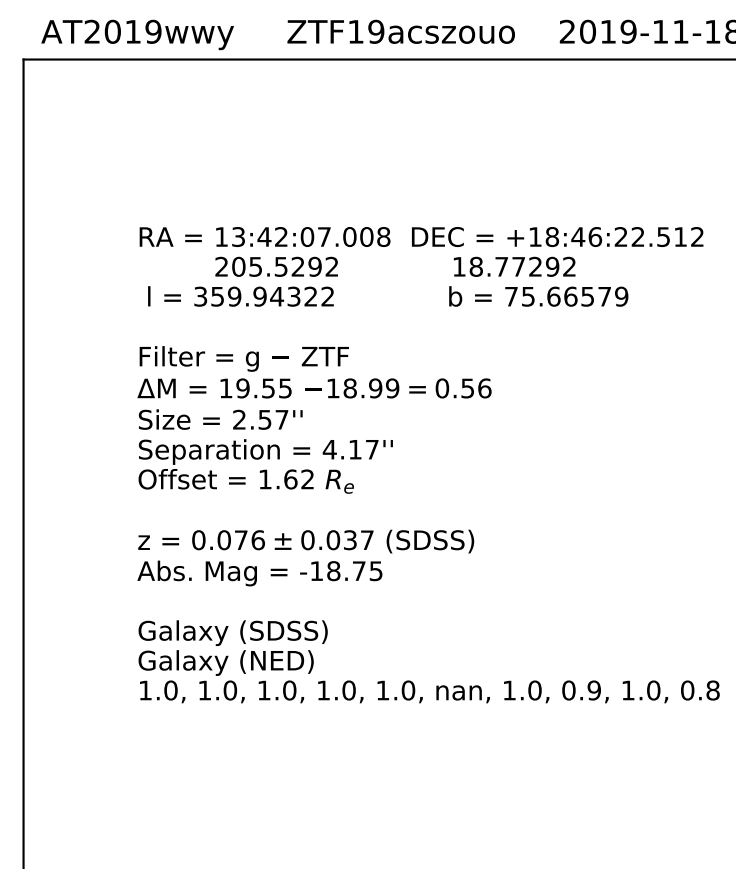 AT2019wwy ZTF19acszouo 2019-11-18
RA = 13:42:07.008 DEC = +18:46:22.512
205.5292 18.77292
l = 359.94322 b = 75.66579
Filter = g − ZTF
ΔM = 19.55 −18.99 = 0.56
Size = 2.57''
Separation = 4.17''
Offset = 1.62 Rₑ
z = 0.076 ± 0.037 (SDSS)
Abs. Mag = -18.75
Galaxy (SDSS)
Galaxy (NED)
1.0, 1.0, 1.0, 1.0, 1.0, nan, 1.0, 0.9, 1.0, 0.8